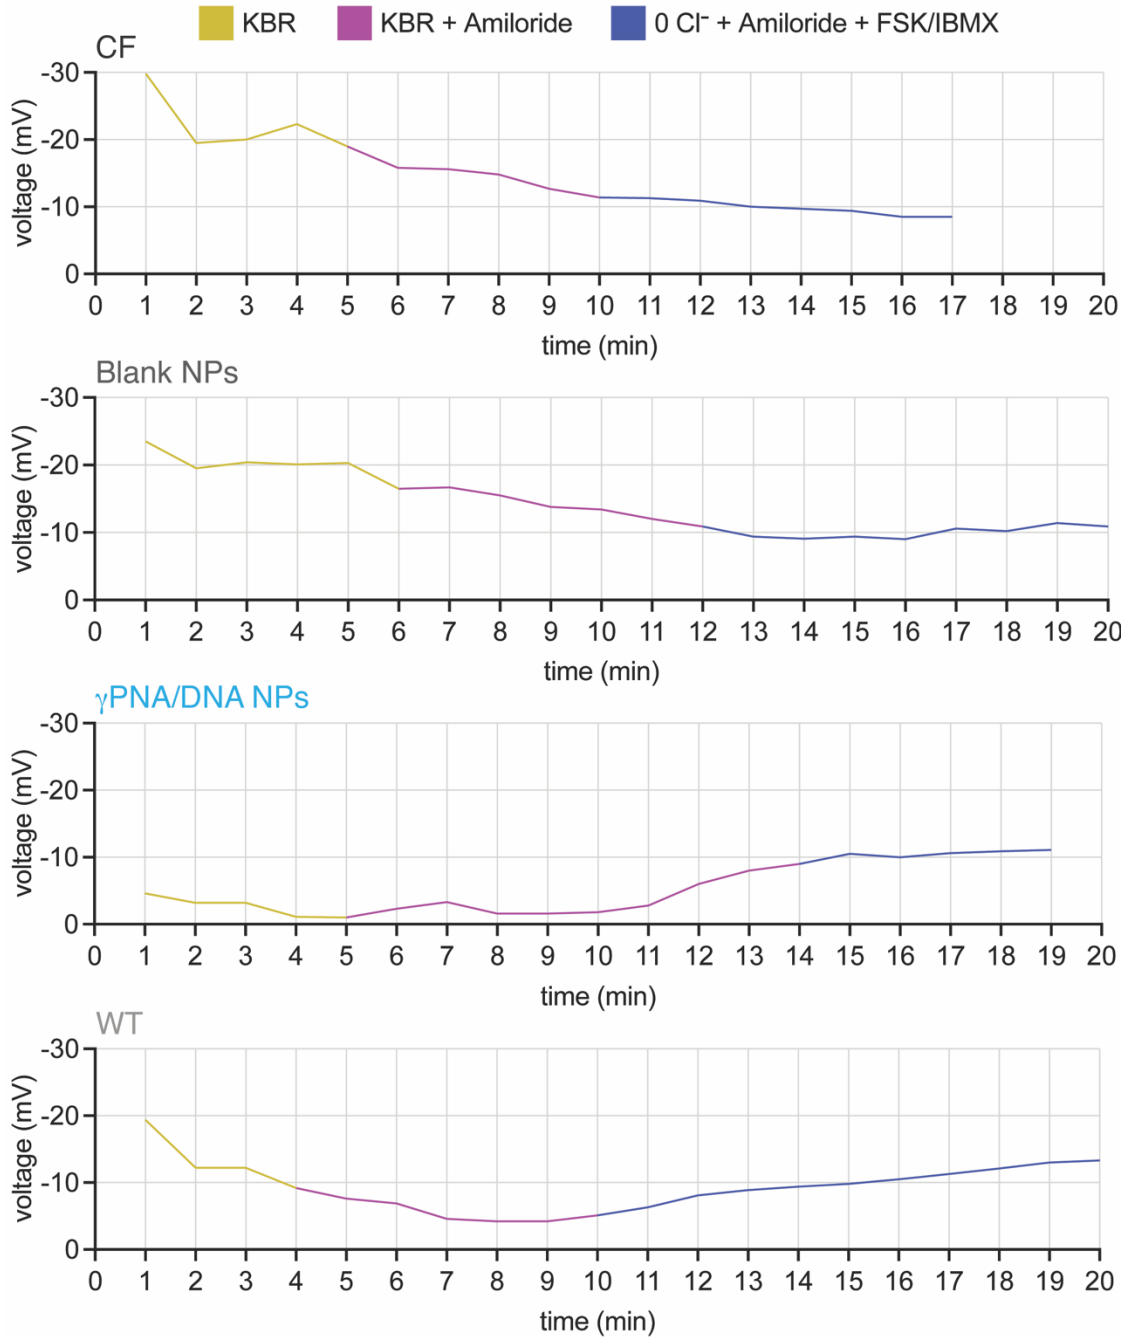 KBR KBR + Amiloride 0 Cl⁻ + Amiloride + FSK/IBMX
CF
voltage (mV)
-30
-20
-10
0
0 1 2 3 4 5 6 7 8 9 10 11 12 13 14 15 16 17 18 19 20
time (min)
Blank NPs
voltage (mV)
-30
-20
-10
0
0 1 2 3 4 5 6 7 8 9 10 11 12 13 14 15 16 17 18 19 20
time (min)
γPNA/DNA NPs
voltage (mV)
-30
-20
-10
0
0 1 2 3 4 5 6 7 8 9 10 11 12 13 14 15 16 17 18 19 20
time (min)
WT
voltage (mV)
-30
-20
-10
0
0 1 2 3 4 5 6 7 8 9 10 11 12 13 14 15 16 17 18 19 20
time (min)